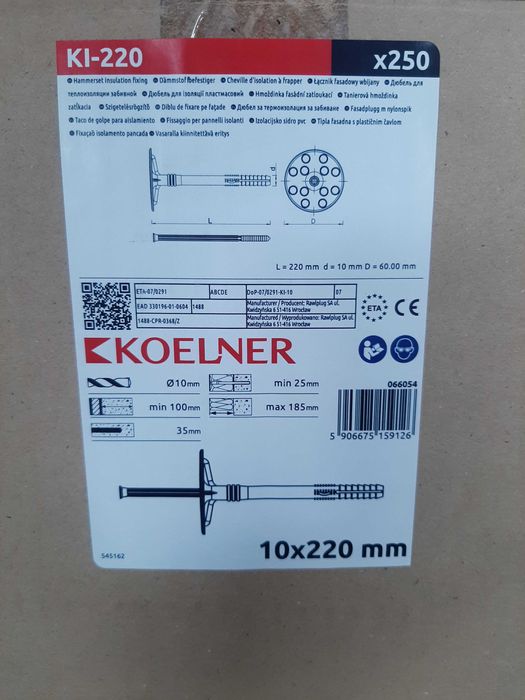 KI-220 x250
Hammerset insulation fixing Dämmstoffbefestiger Cheville d'isolation à frapper Łącznik fasadowy wbijany Дюбель для
теплоизоляции забивной Дюбель для ізоляції пластмасовий Hmoždinka fasádní zatloukací Tanierová hmoždinka
zatĺkacia Szigetelésrbgzítő Diblu de fixare pe fațade Дюбел за термоизолация за забиване Fasadplugg m nylonspik
Taco de golpe para aislamiento Fissaggio per pannelli isolanti Izolacijsko sidro pvc Tipla fasadna s plastičnim čavlom
Fixaçaõ isolamento pancada Vasaralla kiinnitettävä eritys
d
L
D
L = 220 mm d = 10 mm D = 60.00 mm
ETA-07/0291 ABCDE DoP-07/0291-KI-10 07
EAD 330196-01-0604 1488 Manufacturer / Producent: Rawlplug SA ul.
Kwidzyńska 6 51-416 Wrocław
1488-CPR-0368/Z Manufactured / Wyprodukowano: Rawlplug SA ul.
Kwidzyńska 6 51-416 Wrocław
ETA CE
KOELNER
Ø10mm min 25mm
min 100mm max 185mm
35mm
066054
5 906675 159126
545162
10x220 mm